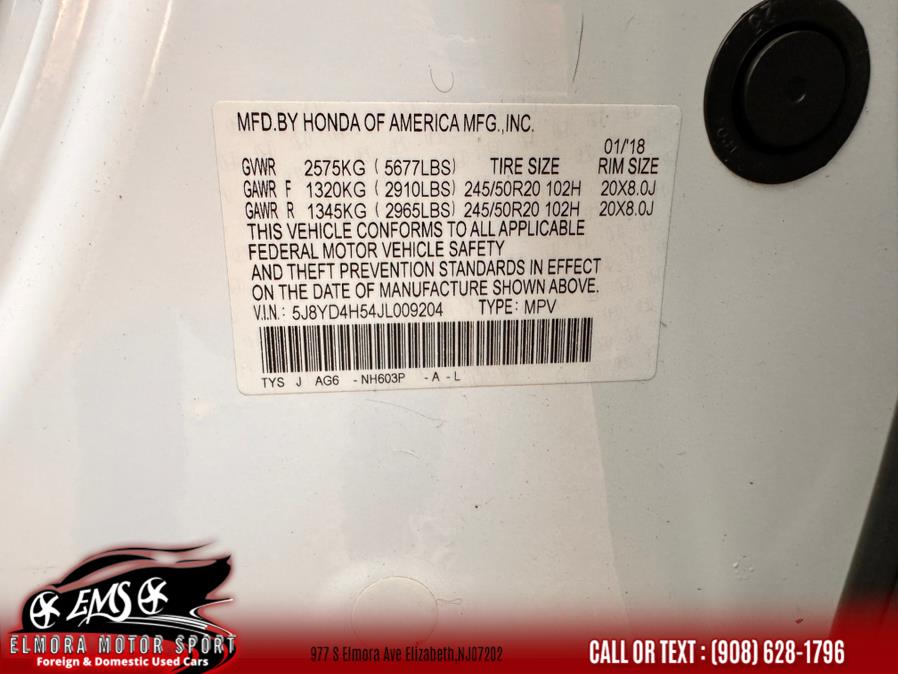 MFD.BY HONDA OF AMERICA MFG.,INC.
01/'18
GVWR 2575KG ( 5677LBS) TIRE SIZE RIM SIZE
GAWR F 1320KG ( 2910LBS) 245/50R20 102H 20X8.0J
GAWR R 1345KG ( 2965LBS) 245/50R20 102H 20X8.0J
THIS VEHICLE CONFORMS TO ALL APPLICABLE
FEDERAL MOTOR VEHICLE SAFETY
AND THEFT PREVENTION STANDARDS IN EFFECT
ON THE DATE OF MANUFACTURE SHOWN ABOVE.
V.I.N.: 5J8YD4H54JL009204 TYPE: MPV
TYS J AG6 -NH603P -A -L
EMS
ELMORA MOTOR SPORT
Foreign & Domestic Used Cars
977 S Elmora Ave Elizabeth,NJ07202
CALL OR TEXT : (908) 628-1796